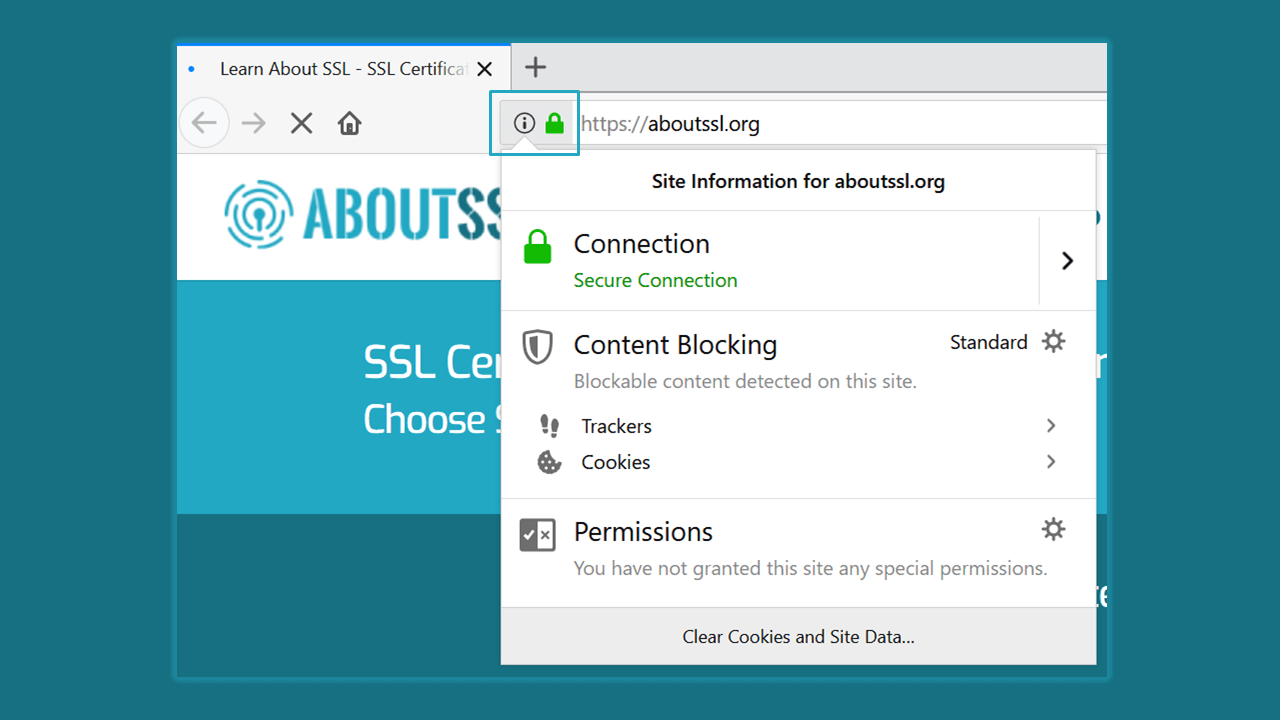 Learn About SSL - SSL Certifica
https://aboutssl.org
Site Information for aboutssl.org
ABOUTSS
Connection
Secure Connection
SSL Cer
Content Blocking
Standard
Choose S
Blockable content detected on this site.
Trackers
Cookies
Permissions
You have not granted this site any special permissions.
Clear Cookies and Site Data...